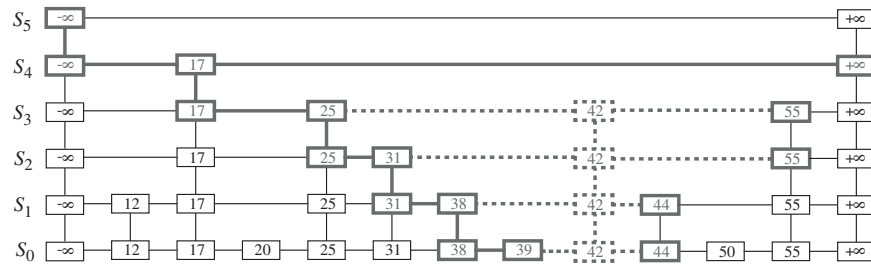 S5 -∞ +∞
S4 -∞ 17 +∞
S3 -∞ 17 25 42 55 +∞
S2 -∞ 17 25 31 42 55 +∞
S1 -∞ 12 17 25 31 38 42 44 55 +∞
S0 -∞ 12 17 20 25 31 38 39 42 44 50 55 +∞